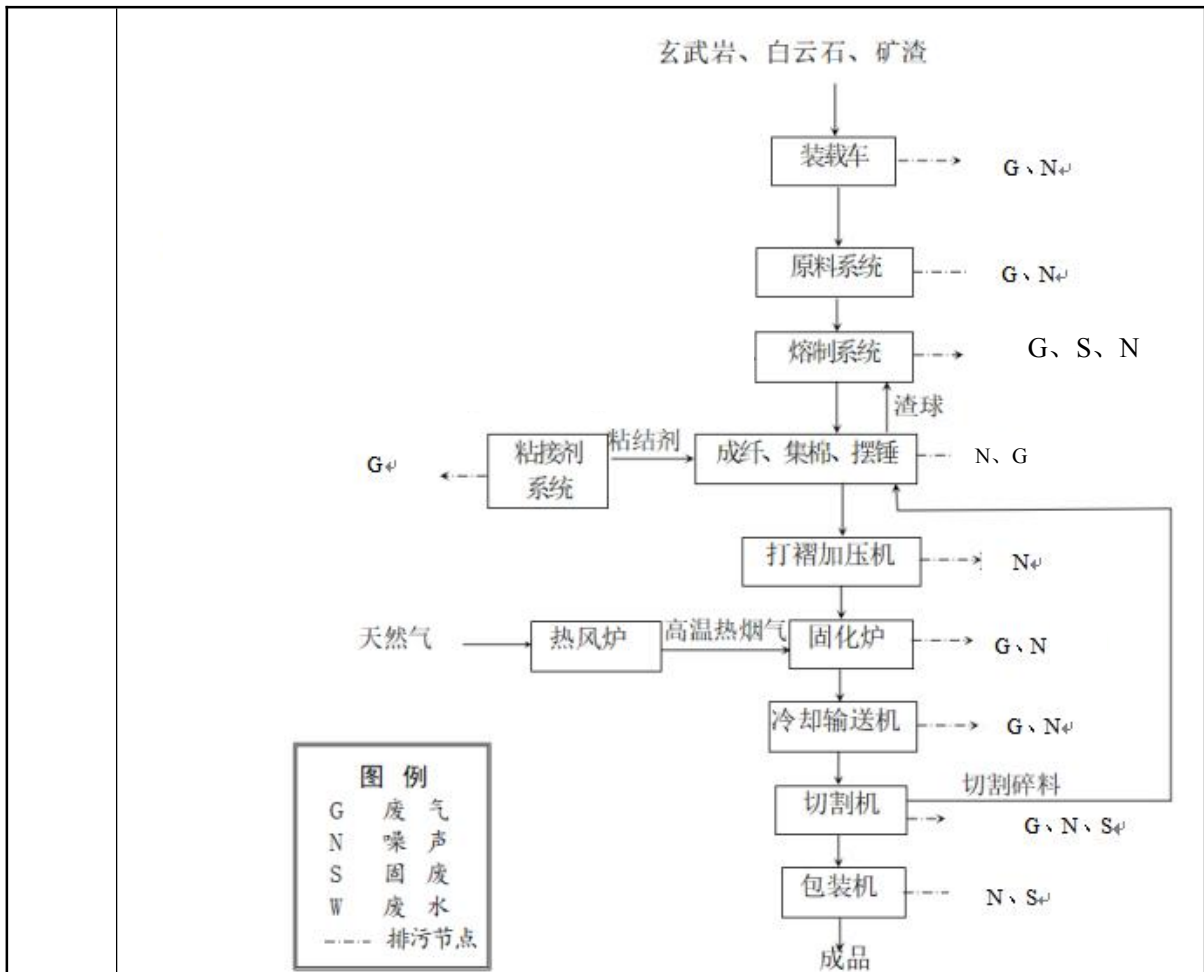 玄武岩、白云石、矿渣
装载车
G、N↵
原料系统
G、N↵
熔制系统
G、S、N
渣球
粘结剂
粘接剂
系统
G↵
成纤、集棉、摆锤
N、G
打褶加压机
N↵
天然气
热风炉
高温热烟气
固化炉
G、N
冷却输送机
G、N↵
切割碎料
切割机
G、N、S↵
包装机
N、S↵
成品
图 例
G 废 气
N 噪 声
S 固 废
W 废 水
排污节点